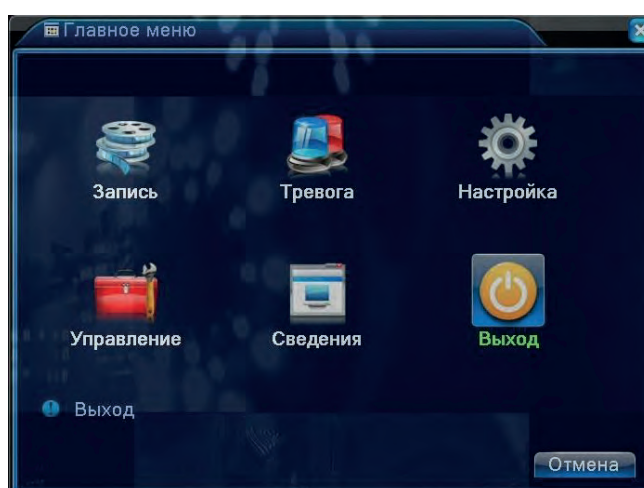 Главное меню
Запись
Тревога
Настройка
Управление
Сведения
Выход
Выход
Отмена